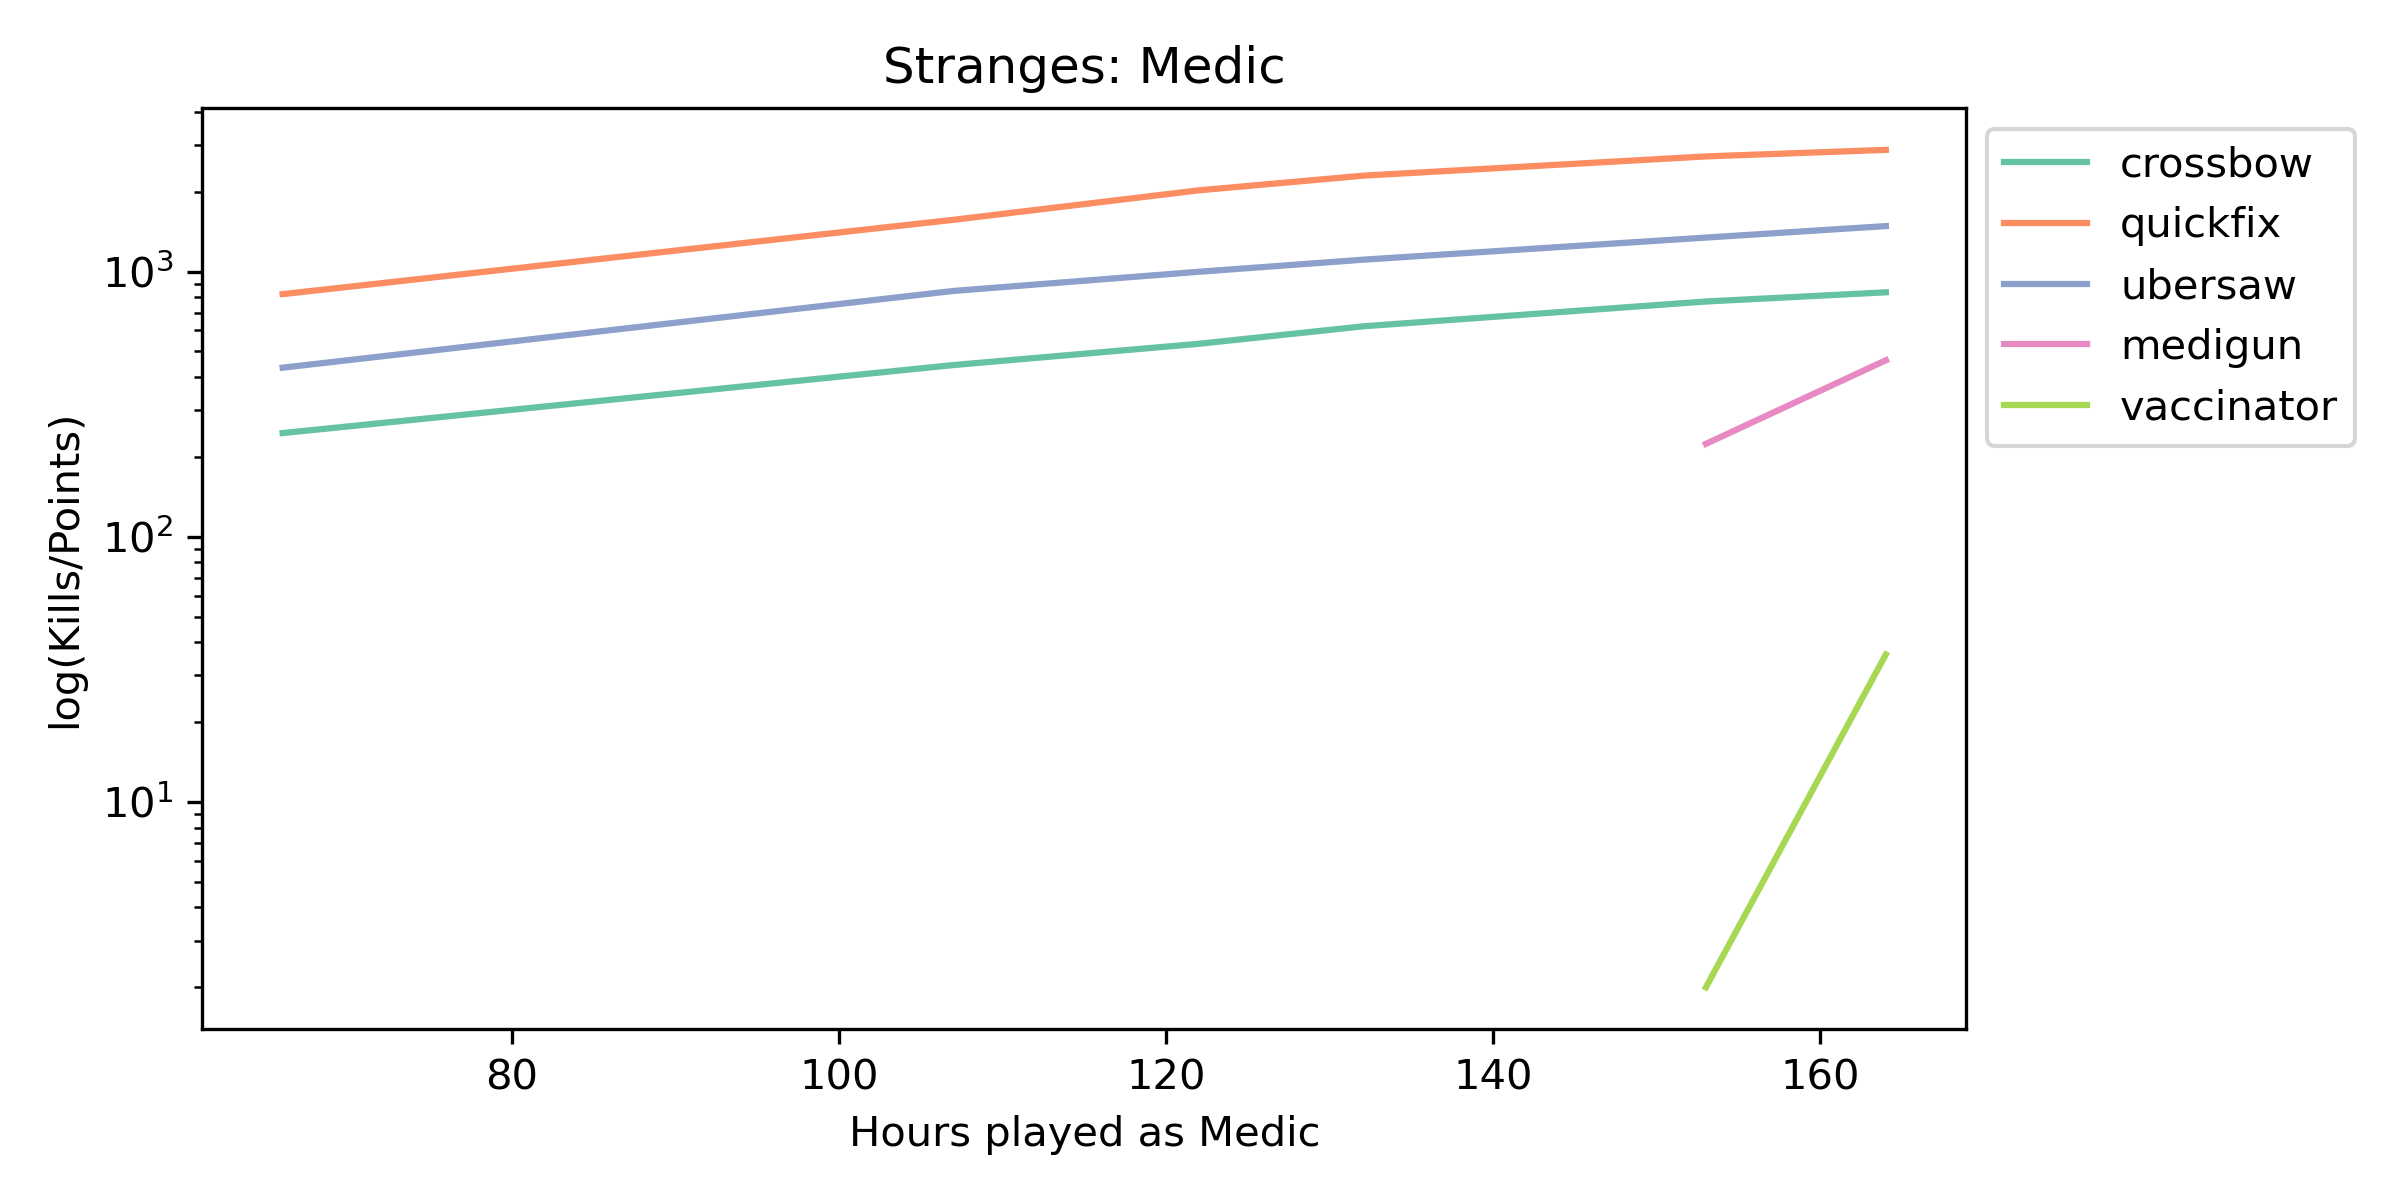 Stranges: Medic
log(Kills/Points)
10³
10²
10¹
80 100 120 140 160
Hours played as Medic
crossbow
quickfix
ubersaw
medigun
vaccinator